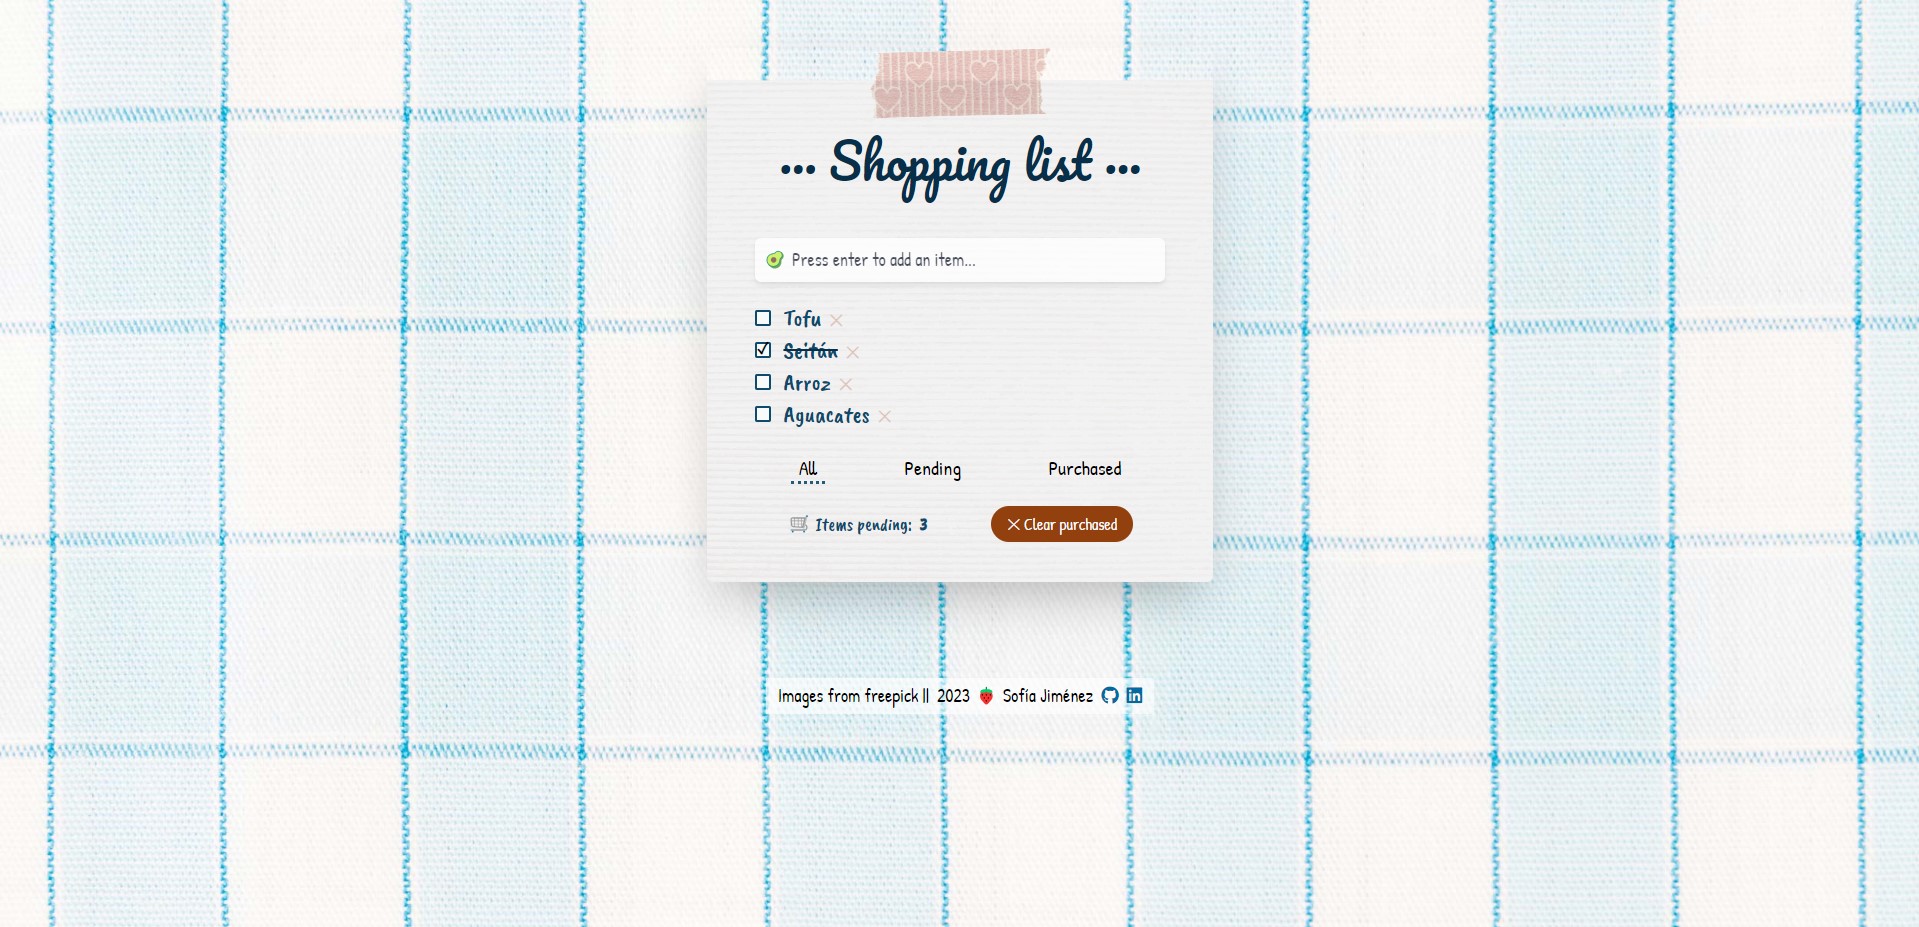 ... Shopping list ...
Press enter to add an item...
Tofu
Seitán
Arroz
Aguacates
All Pending Purchased
Items pending: 3 Clear purchased
Images from freepick || 2023 Sofía Jiménez in